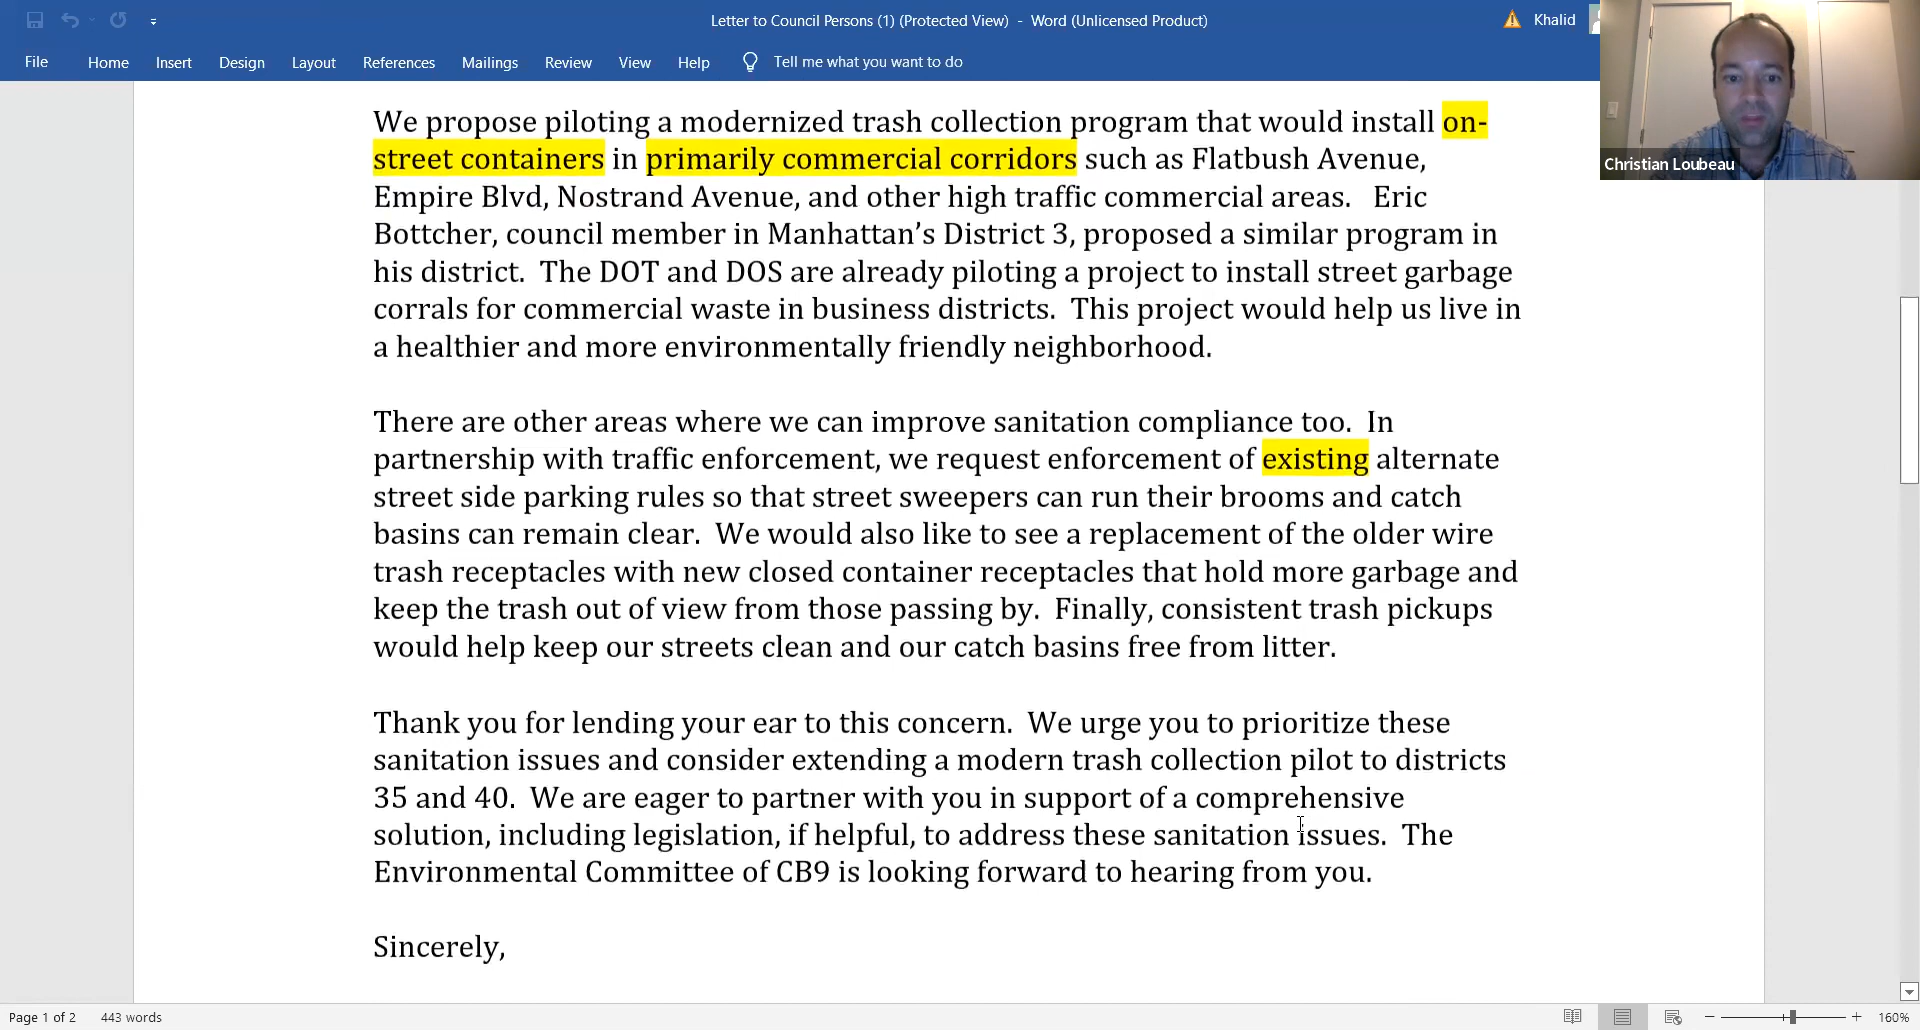 Letter to Council Persons (1) (Protected View) - Word (Unlicensed Product)
Khalid
File Home Insert Design Layout References Mailings Review View Help Tell me what you want to do
Christian Loubeau
We propose piloting a modernized trash collection program that would install on-
street containers in primarily commercial corridors such as Flatbush Avenue,
Empire Blvd, Nostrand Avenue, and other high traffic commercial areas.   Eric
Bottcher, council member in Manhattan’s District 3, proposed a similar program in
his district.  The DOT and DOS are already piloting a project to install street garbage
corrals for commercial waste in business districts.  This project would help us live in
a healthier and more environmentally friendly neighborhood.
There are other areas where we can improve sanitation compliance too.  In
partnership with traffic enforcement, we request enforcement of existing alternate
street side parking rules so that street sweepers can run their brooms and catch
basins can remain clear.  We would also like to see a replacement of the older wire
trash receptacles with new closed container receptacles that hold more garbage and
keep the trash out of view from those passing by.  Finally, consistent trash pickups
would help keep our streets clean and our catch basins free from litter.
Thank you for lending your ear to this concern.  We urge you to prioritize these
sanitation issues and consider extending a modern trash collection pilot to districts
35 and 40.  We are eager to partner with you in support of a comprehensive
solution, including legislation, if helpful, to address these sanitation issues.  The
Environmental Committee of CB9 is looking forward to hearing from you.
Sincerely,
Page 1 of 2 443 words 160%